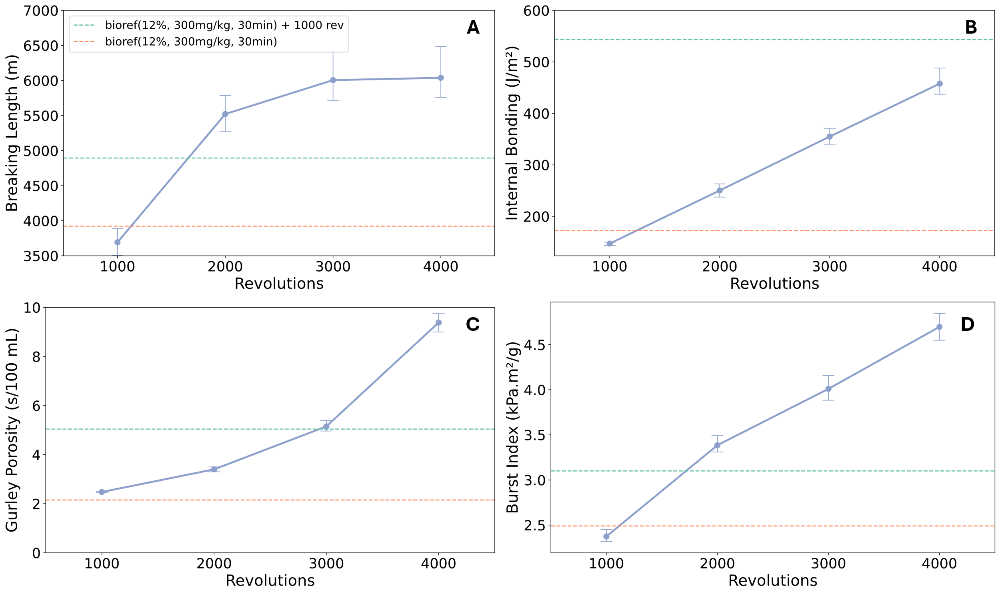 7000
6500
6000
5500
5000
4500
4000
3500
Breaking Length (m)
bioref(12%, 300mg/kg, 30min) + 1000 rev
bioref(12%, 300mg/kg, 30min)
A
1000 2000 3000 4000
Revolutions
600
500
400
300
200
Internal Bonding (J/m²)
B
1000 2000 3000 4000
Revolutions
10
8
6
4
2
0
Gurley Porosity (s/100 mL)
C
1000 2000 3000 4000
Revolutions
4.5
4.0
3.5
3.0
2.5
Burst Index (kPa.m²/g)
D
1000 2000 3000 4000
Revolutions